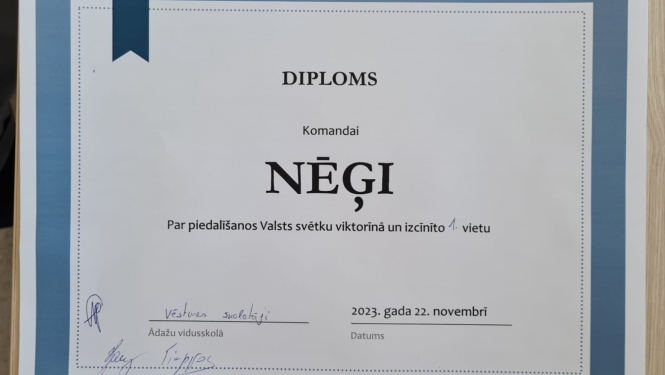 DIPLOMS
Komandai
NĒĢI
Par piedalīšanos Valsts svētku viktorīnā un izcīnīto 1. vietu
Vēstures skolotāji
2023. gada 22. novembrī
Ādažu vidusskolā
Datums